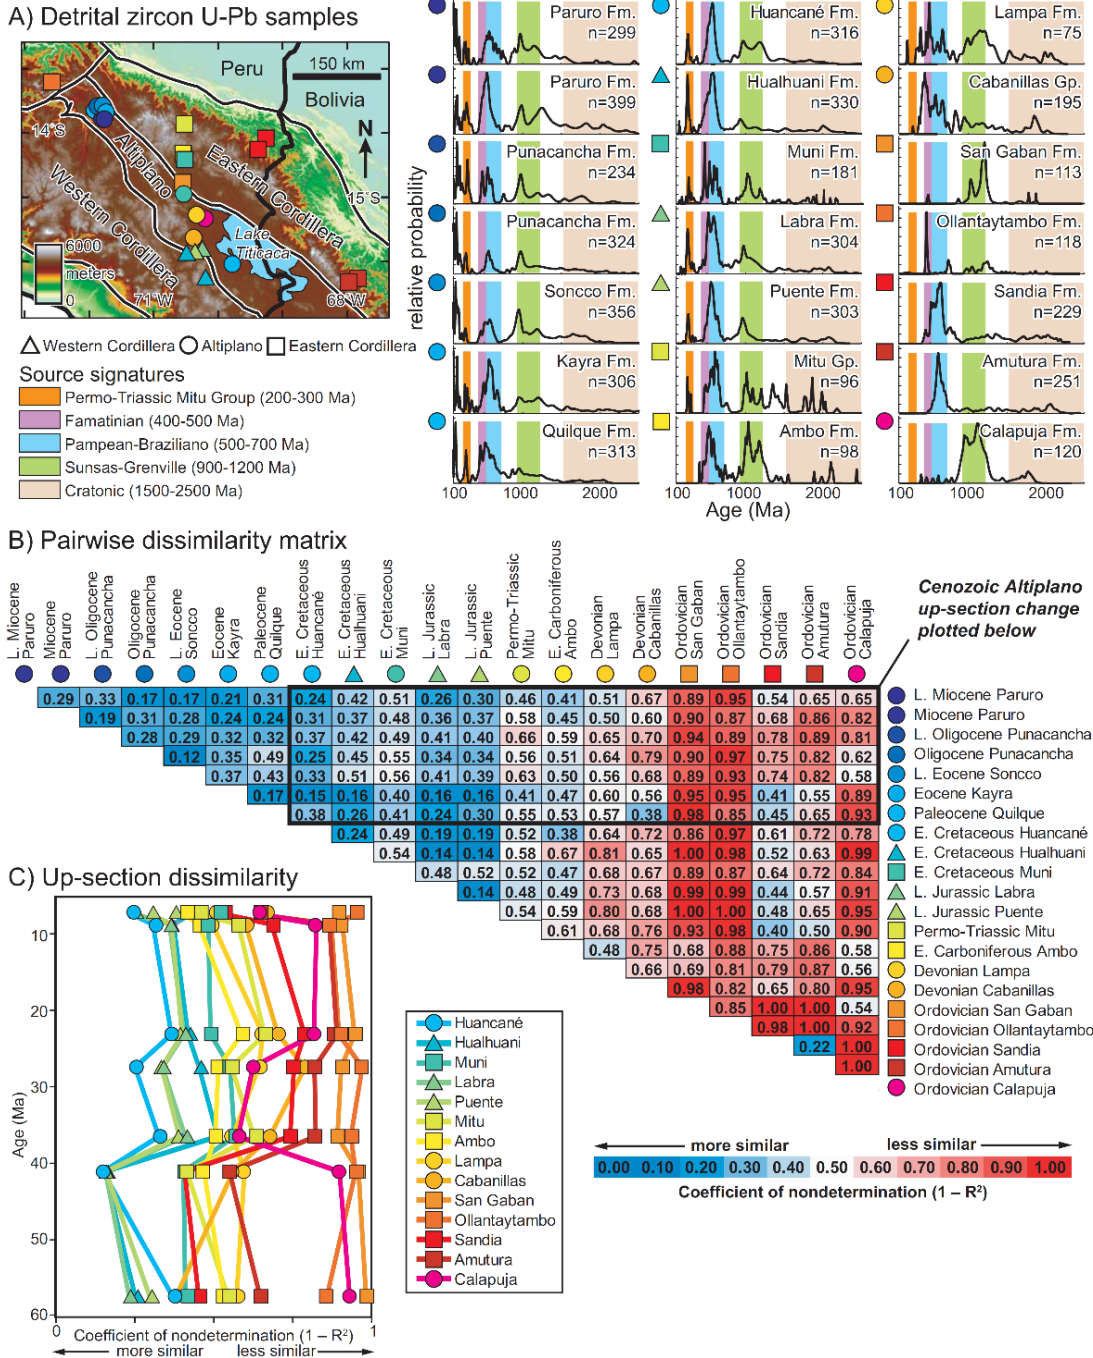 A) Detrital zircon U-Pb samples
Peru
150 km
Bolivia
N
14°S
Altiplano
Eastern Cordillera
Western Cordillera
15°S
Lake
Titicaca
6000
meters
0
71°W
68°W
Western Cordillera Altiplano Eastern Cordillera
Source signatures
Permo-Triassic Mitu Group (200-300 Ma)
Famatinian (400-500 Ma)
Pampean-Braziliano (500-700 Ma)
Sunsas-Grenville (900-1200 Ma)
Cratonic (1500-2500 Ma)
relative probability
Paruro Fm.
n=299
Paruro Fm.
n=399
Punacancha Fm.
n=234
Punacancha Fm.
n=324
Soncco Fm.
n=356
Kayra Fm.
n=306
Quilque Fm.
n=313
100 1000 2000
Huancané Fm.
n=316
Hualhuani Fm.
n=330
Muni Fm.
n=181
Labra Fm.
n=304
Puente Fm.
n=303
Mitu Gp.
n=96
Ambo Fm.
n=98
100 1000 2000
Lampa Fm.
n=75
Cabanillas Gp.
n=195
San Gaban Fm.
n=113
Ollantaytambo Fm.
n=118
Sandia Fm.
n=229
Amutura Fm.
n=251
Calapuja Fm.
n=120
100 1000 2000
Age (Ma)
B) Pairwise dissimilarity matrix
L. Miocene
Paruro
Miocene
Paruro
L. Oligocene
Punacancha
Oligocene
Punacancha
L. Eocene
Soncco
Eocene
Kayra
Paleocene
Quilque
E. Cretaceous
Huancané
E. Cretaceous
Hualhuani
E. Cretaceous
Muni
L. Jurassic
Labra
L. Jurassic
Puente
Permo-Triassic
Mitu
E. Carboniferous
Ambo
Devonian
Lampa
Devonian
Cabanillas
Ordovician
San Gaban
Ordovician
Ollantaytambo
Ordovician
Sandia
Ordovician
Amutura
Ordovician
Calapuja
Cenozoic Altiplano
up-section change
plotted below
0.29 0.33 0.17 0.17 0.21 0.31 0.24 0.42 0.51 0.26 0.30 0.46 0.41 0.51 0.67 0.89 0.95 0.54 0.65 0.65 L. Miocene Paruro
0.19 0.31 0.28 0.24 0.24 0.31 0.37 0.48 0.36 0.37 0.58 0.45 0.50 0.60 0.90 0.87 0.68 0.86 0.82 Miocene Paruro
0.28 0.29 0.32 0.32 0.37 0.42 0.49 0.41 0.40 0.66 0.59 0.65 0.70 0.94 0.89 0.78 0.89 0.81 L. Oligocene Punacancha
0.12 0.35 0.49 0.25 0.45 0.55 0.34 0.34 0.56 0.51 0.64 0.79 0.90 0.97 0.75 0.82 0.62 Oligocene Punacancha
0.37 0.43 0.33 0.51 0.56 0.41 0.39 0.63 0.50 0.56 0.68 0.89 0.93 0.74 0.82 0.58 L. Eocene Soncco
0.17 0.15 0.16 0.40 0.16 0.16 0.41 0.47 0.60 0.56 0.95 0.95 0.41 0.55 0.89 Eocene Kayra
0.38 0.26 0.41 0.24 0.30 0.55 0.53 0.57 0.38 0.98 0.85 0.45 0.65 0.93 Paleocene Quilque
0.24 0.49 0.19 0.19 0.52 0.38 0.64 0.72 0.86 0.97 0.61 0.72 0.78 E. Cretaceous Huancané
0.54 0.14 0.14 0.58 0.67 0.81 0.65 1.00 0.98 0.52 0.63 0.99 E. Cretaceous Hualhuani
0.48 0.52 0.52 0.47 0.68 0.67 0.89 0.87 0.64 0.72 0.84 E. Cretaceous Muni
0.14 0.48 0.49 0.73 0.68 0.99 0.99 0.44 0.57 0.91 L. Jurassic Labra
0.54 0.59 0.80 0.68 1.00 1.00 0.48 0.65 0.95 L. Jurassic Puente
0.61 0.68 0.76 0.93 0.98 0.40 0.50 0.90 Permo-Triassic Mitu
0.48 0.75 0.68 0.88 0.75 0.86 0.58 E. Carboniferous Ambo
0.66 0.69 0.81 0.79 0.87 0.56 Devonian Lampa
0.98 0.82 0.65 0.80 0.95 Devonian Cabanillas
0.85 1.00 1.00 0.54 Ordovician San Gaban
0.98 1.00 0.92 Ordovician Ollantaytambo
0.22 1.00 Ordovician Sandia
1.00 Ordovician Amutura
Ordovician Calapuja
more similar less similar
0.00 0.10 0.20 0.30 0.40 0.50 0.60 0.70 0.80 0.90 1.00
Coefficient of nondetermination (1 – R²)
C) Up-section dissimilarity
Age (Ma)
10
20
30
40
50
60
0 1
Coefficient of nondetermination (1 – R²)
more similar less similar
Huancané
Hualhuani
Muni
Labra
Puente
Mitu
Ambo
Lampa
Cabanillas
San Gaban
Ollantaytambo
Sandia
Amutura
Calapuja